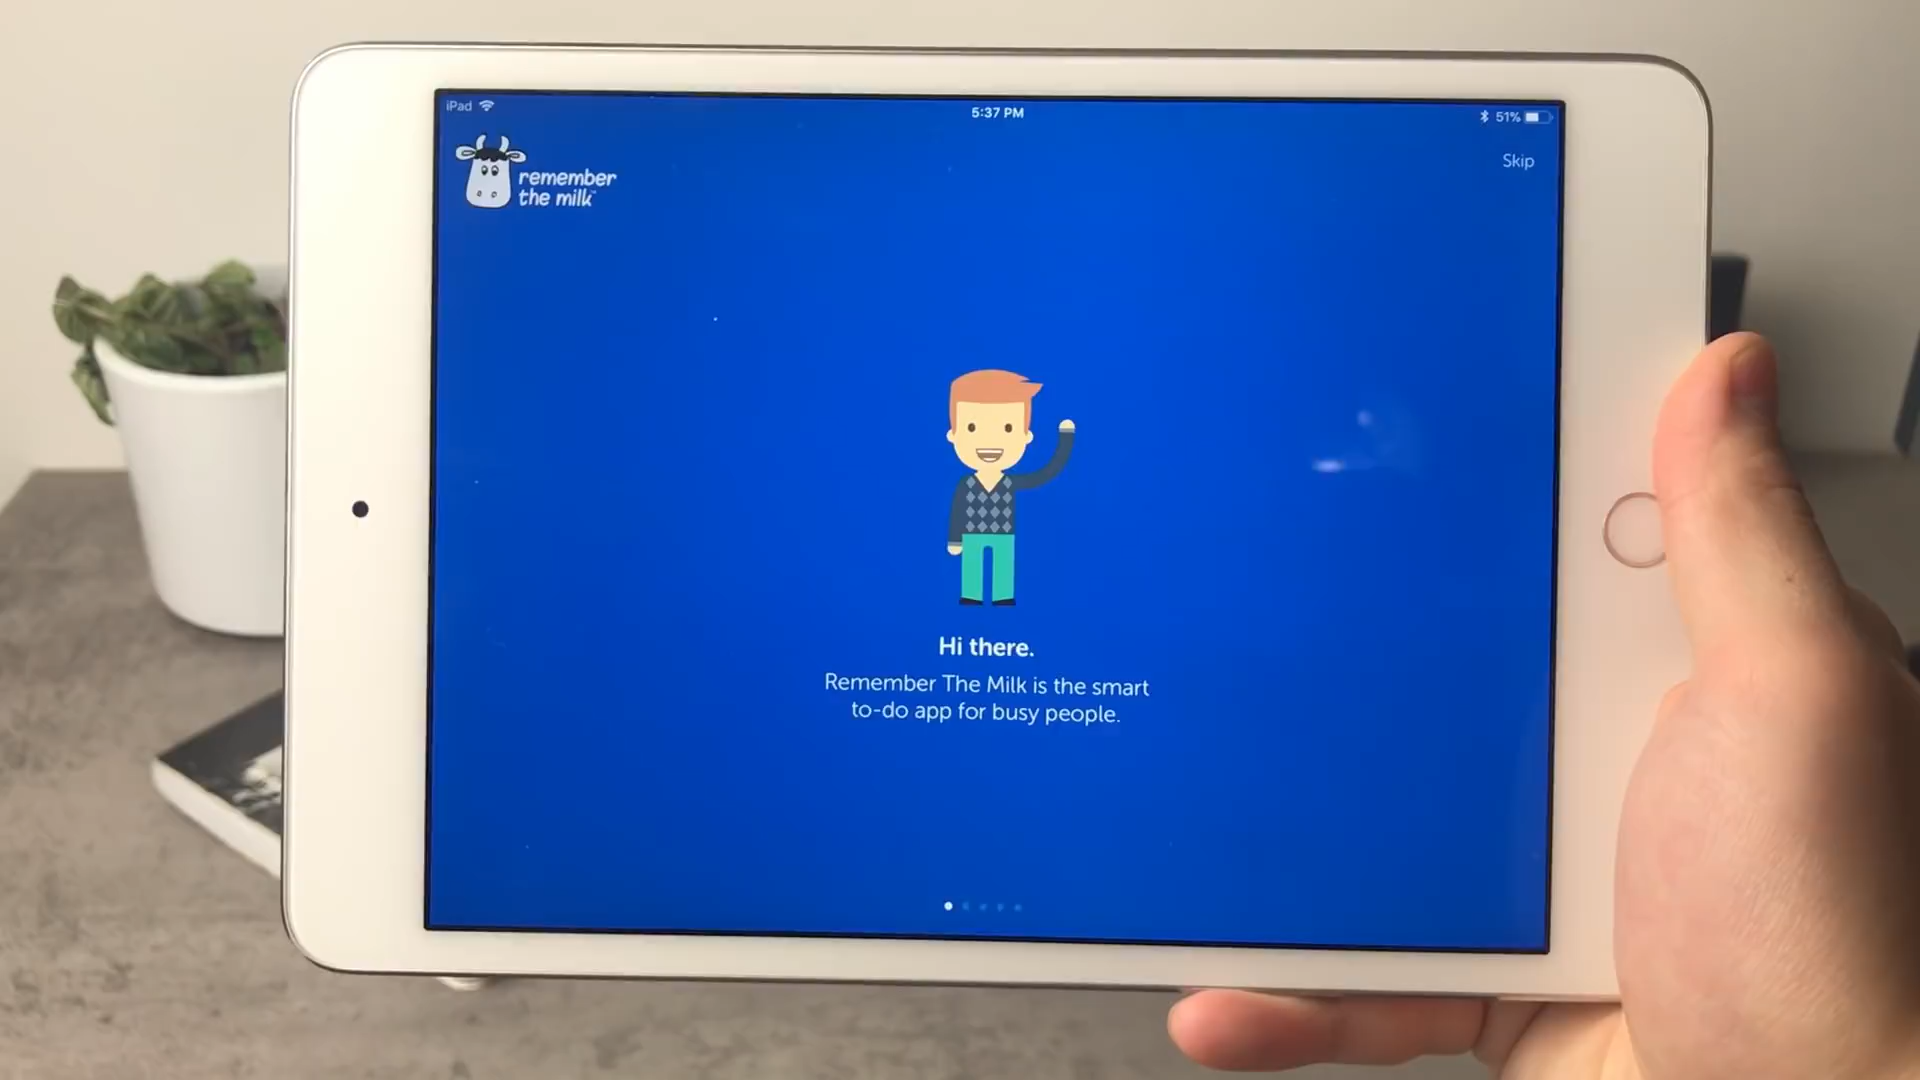 iPad
5:37 PM
51%
remember
the milk™
Skip
Hi there.
Remember The Milk is the smart
to-do app for busy people.